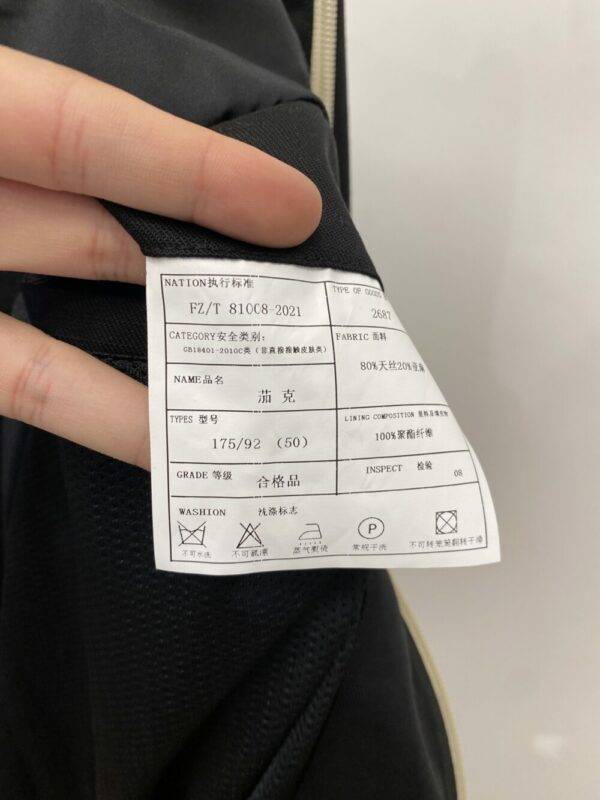 NATION执行标准
FZ/T 81008-2021
TYPE OF GOODS
2687
CATEGORY安全类别:
GB18401-2010C类(非直接接触皮肤类)
FABRIC 面料
80%天丝20%亚麻
NAME品名
茄 克
TYPES 型号
175/92 (50)
LINING COMPOSITION 里料及填充物
100%聚酯纤维
GRADE 等级
合格品
INSPECT 检验
08
WASHION 洗涤标志
P
不可水洗
不可氯漂
蒸气熨烫
常规干洗
不可转笼翻转干燥